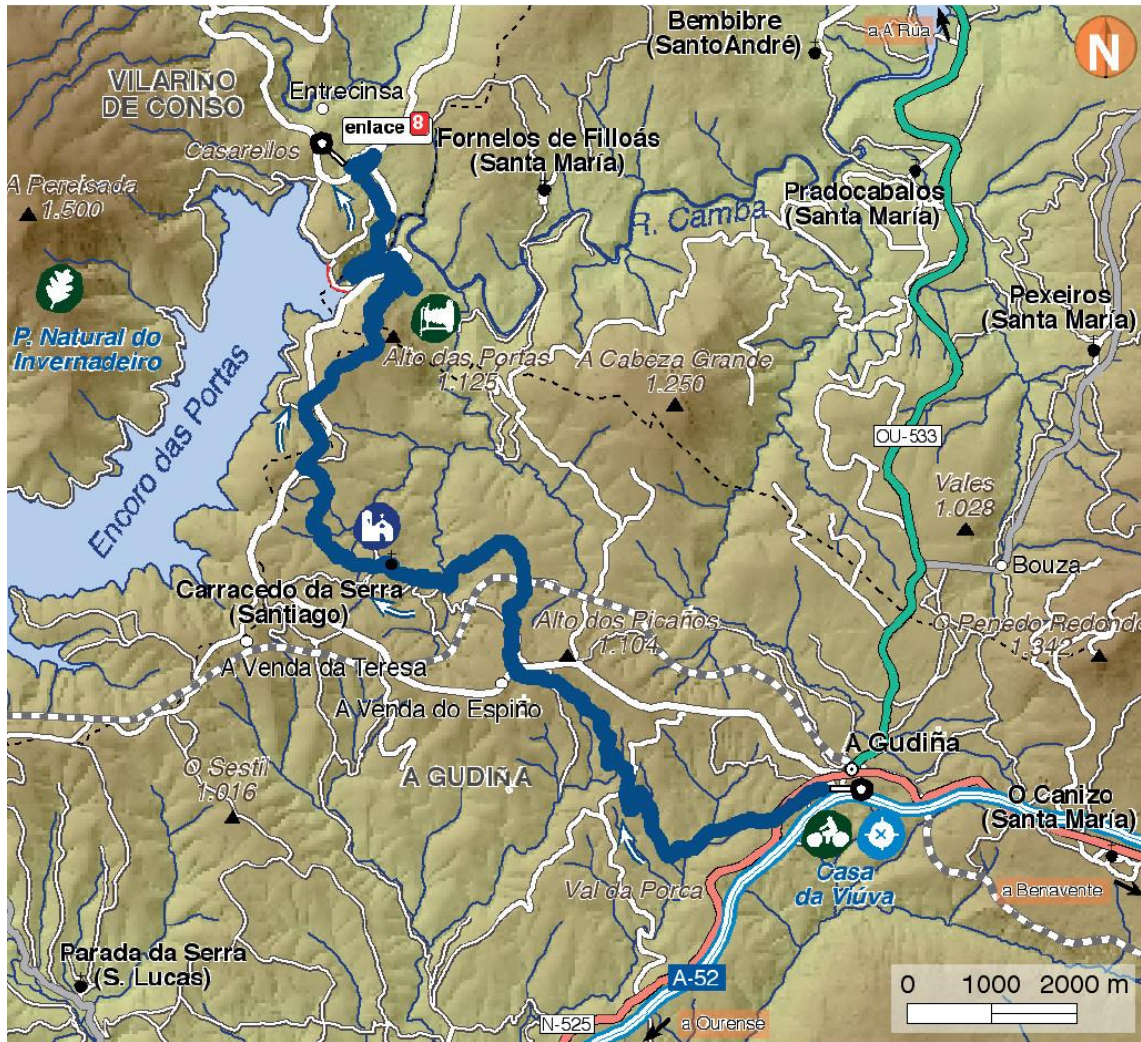 Bembibre
(SantoAndré)
a A Rúa
N
VILARIÑO
DE CONSO
Entrecinsa
enlace 8
Casarellos
Fornelos de Filloás
(Santa María)
A Pereisada
1.500
Pradocabalos
(Santa María)
R. Camba
Pexeiros
(Santa María)
P. Natural do
Invernadeiro
Alto das Portas
1.125
A Cabeza Grande
1.250
Encoro das Portas
OU-533
Vales
1.028
Bouza
Carracedo da Serra
(Santiago)
Alto dos Picaños
1.104
O Penedo Redondo
1.342
A Venda da Teresa
A Venda do Espiño
A Gudiña
A GUDIÑA
O Sestil
1.016
O Canizo
(Santa María)
Casa
da Viúva
Val da Porca
a Benavente
Parada da Serra
(S. Lucas)
A-52
0 1000 2000 m
N-525
a Ourense